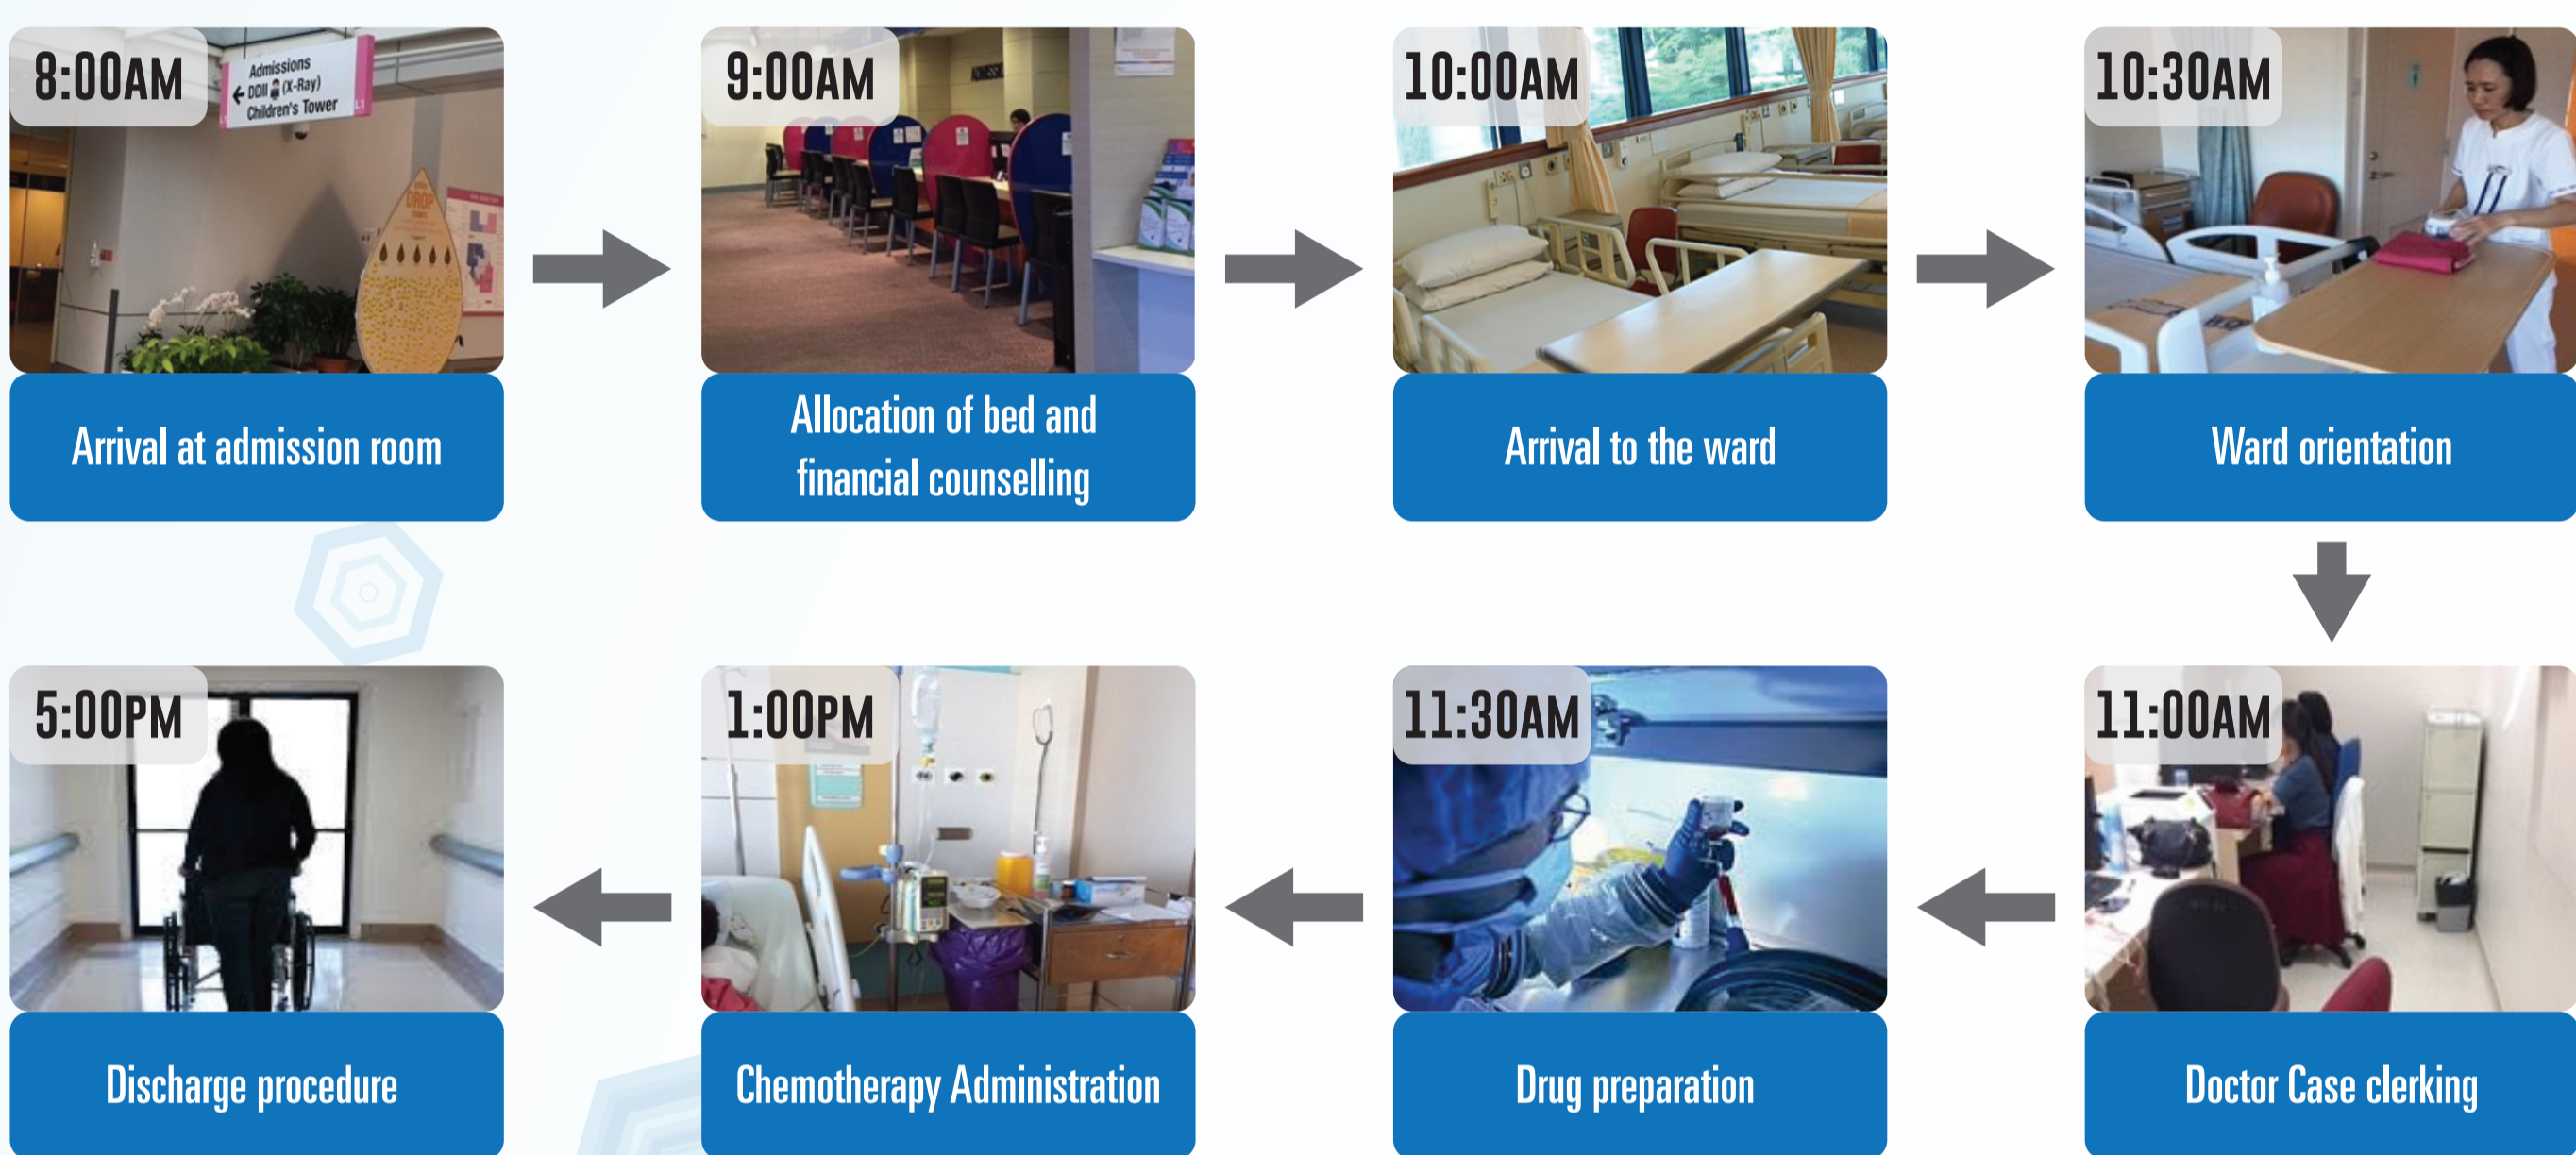 8:00AM
Admissions
← DDII (X-Ray)
Children's Tower
L1
DROP
Arrival at admission room
9:00AM
Allocation of bed and
financial counselling
10:00AM
Arrival to the ward
10:30AM
Ward orientation
11:00AM
Doctor Case clerking
11:30AM
Drug preparation
1:00PM
Chemotherapy Administration
5:00PM
Discharge procedure